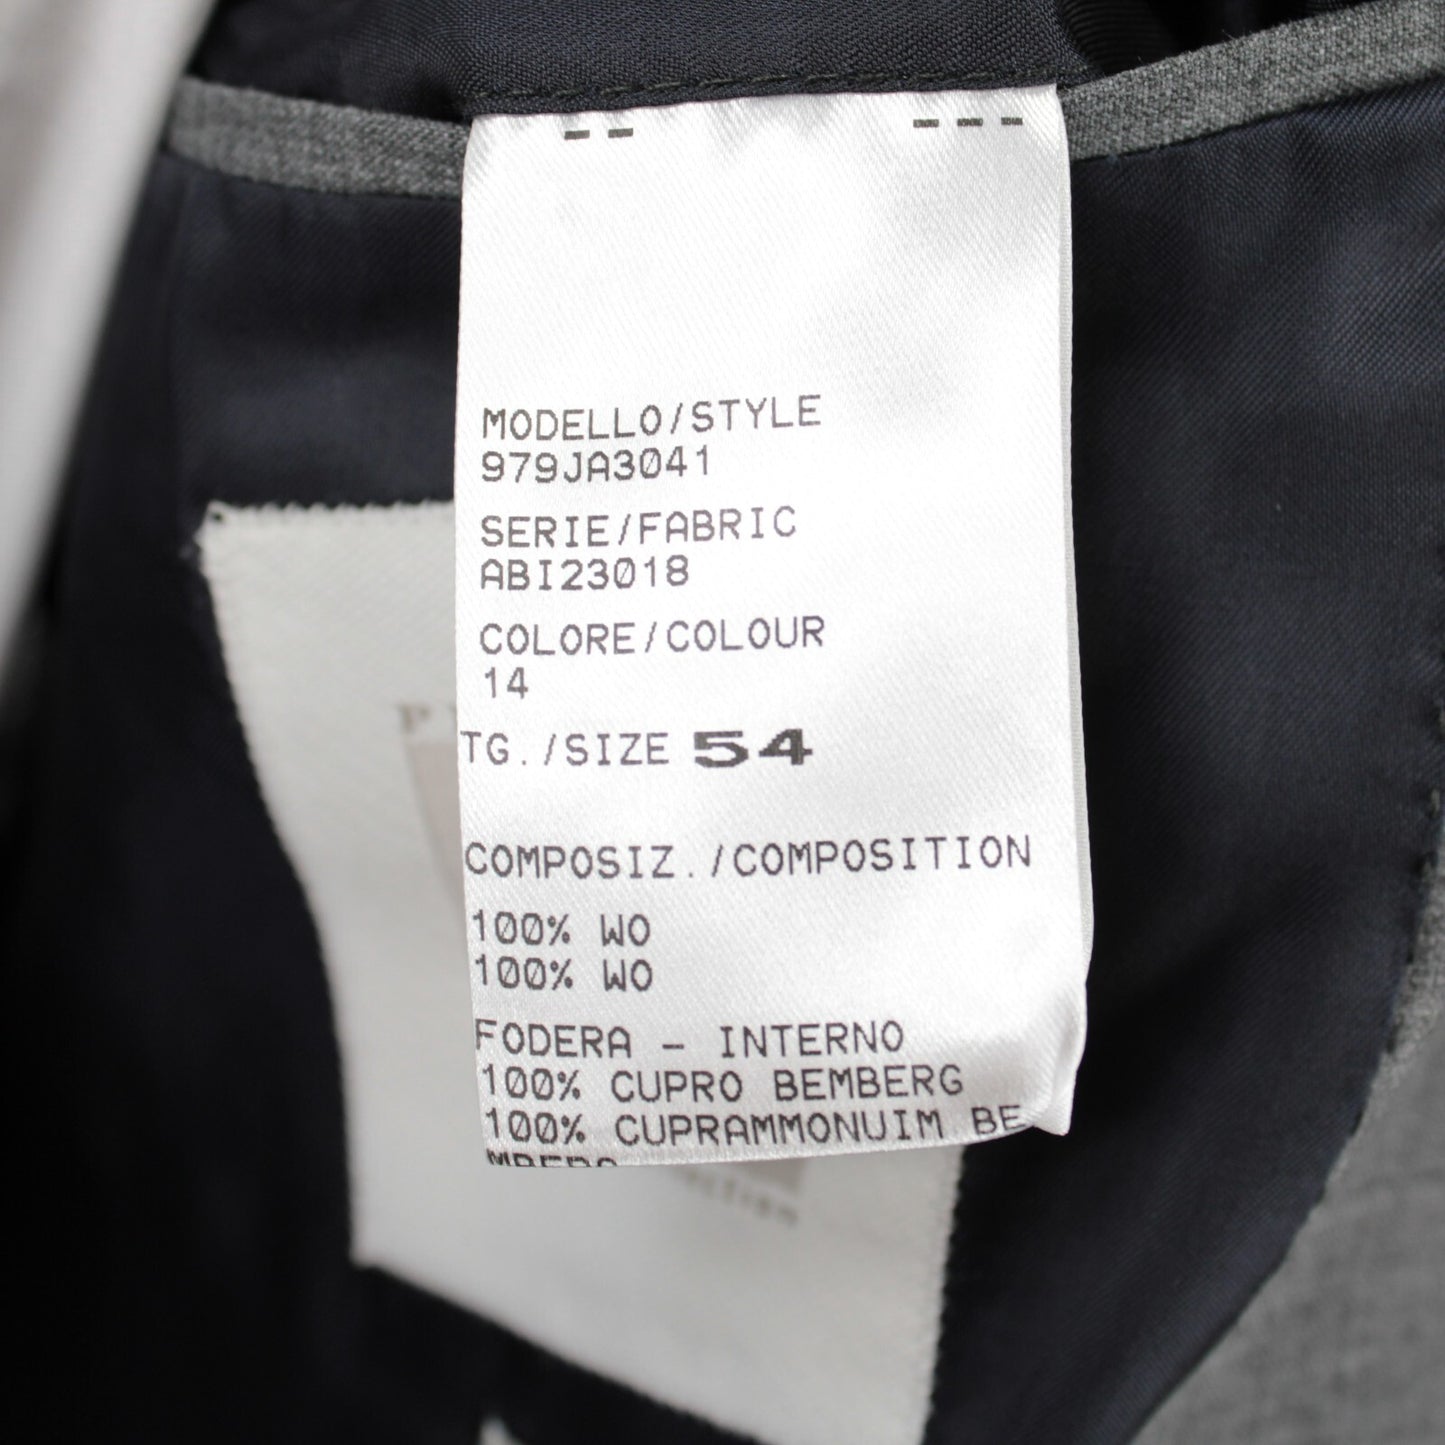 MODELLO/STYLE
979JA3041
SERIE/FABRIC
ABI23018
COLORE/COLOUR
14
TG./SIZE 54
COMPOSIZ./COMPOSITION
100% WO
100% WO
FODERA - INTERNO
100% CUPRO BEMBERG
100% CUPRAMMONUIM BE